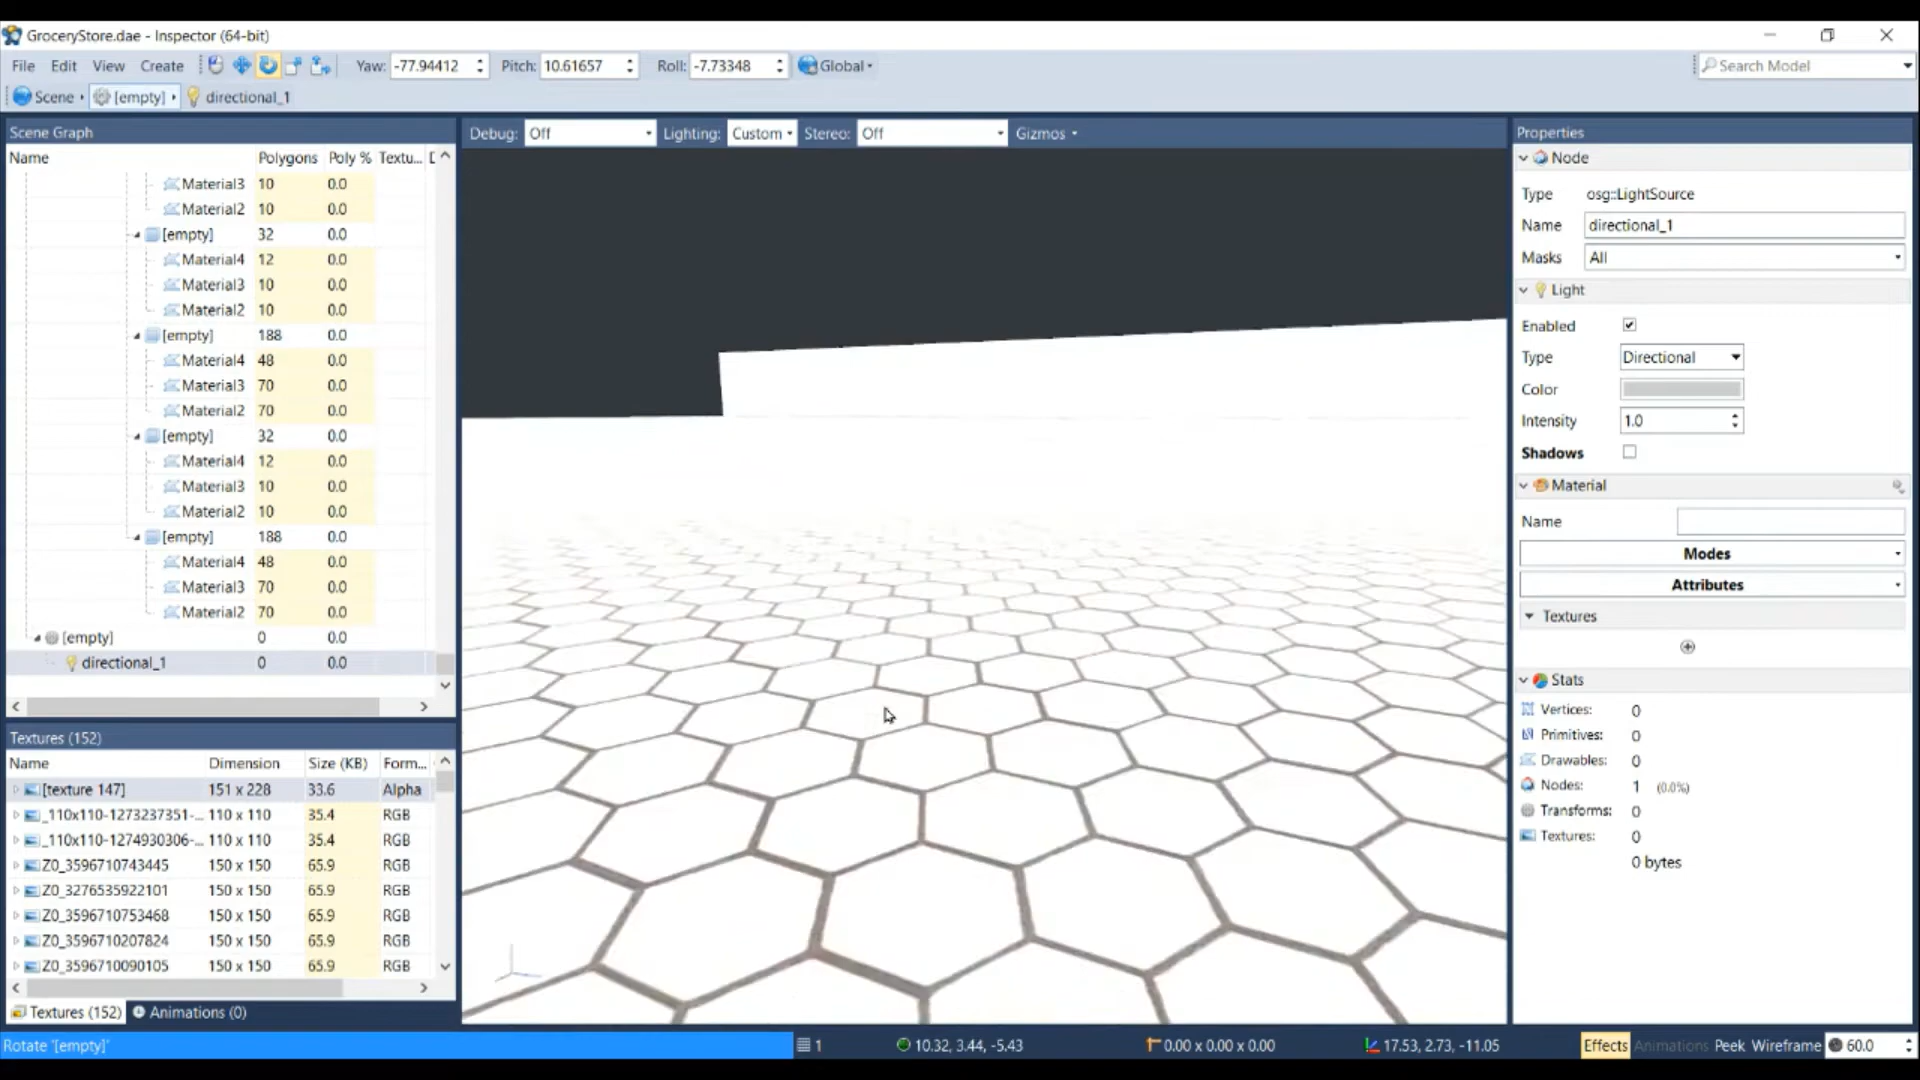 GroceryStore.dae - Inspector (64-bit)
File Edit View Create Yaw: -77.94412 Pitch: 10.61657 Roll: -7.73348 Global Search Model
Scene [empty] directional_1
Scene Graph
Name Polygons Poly % Textu...
Material3 10 0.0
Material2 10 0.0
[empty] 32 0.0
Material4 12 0.0
Material3 10 0.0
Material2 10 0.0
[empty] 188 0.0
Material4 48 0.0
Material3 70 0.0
Material2 70 0.0
[empty] 32 0.0
Material4 12 0.0
Material3 10 0.0
Material2 10 0.0
[empty] 188 0.0
Material4 48 0.0
Material3 70 0.0
Material2 70 0.0
[empty] 0 0.0
directional_1 0 0.0
Textures (152)
Name Dimension Size (KB) Form...
[texture 147] 151 x 228 33.6 Alpha
_110x110-1273237351-... 110 x 110 35.4 RGB
_110x110-1274930306-... 110 x 110 35.4 RGB
Z0_3596710743445 150 x 150 65.9 RGB
Z0_3276535922101 150 x 150 65.9 RGB
Z0_3596710753468 150 x 150 65.9 RGB
Z0_3596710207824 150 x 150 65.9 RGB
Z0_3596710090105 150 x 150 65.9 RGB
Textures (152) Animations (0)
Debug: Off Lighting: Custom Stereo: Off Gizmos
Properties
Node
Type osg::LightSource
Name directional_1
Masks All
Light
Enabled
Type Directional
Color
Intensity 1.0
Shadows
Material
Name
Modes
Attributes
Textures
Stats
Vertices: 0
Primitives: 0
Drawables: 0
Nodes: 1 (0.0%)
Transforms: 0
Textures: 0
0 bytes
Rotate '[empty]' 1 10.32, 3.44, -5.43 0.00 x 0.00 x 0.00 17.53, 2.73, -11.05 Effects Animations Peek Wireframe 60.0